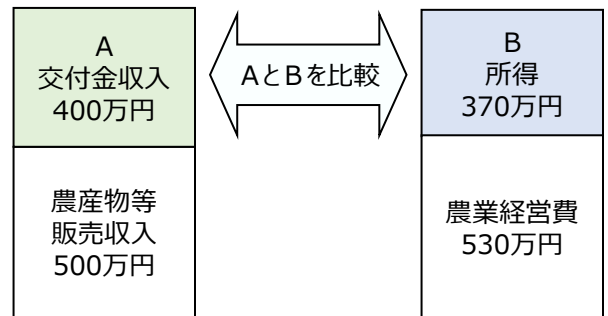 A
交付金収入
400万円
農産物等
販売収入
500万円
AとBを比較
B
所得
370万円
農業経営費
530万円